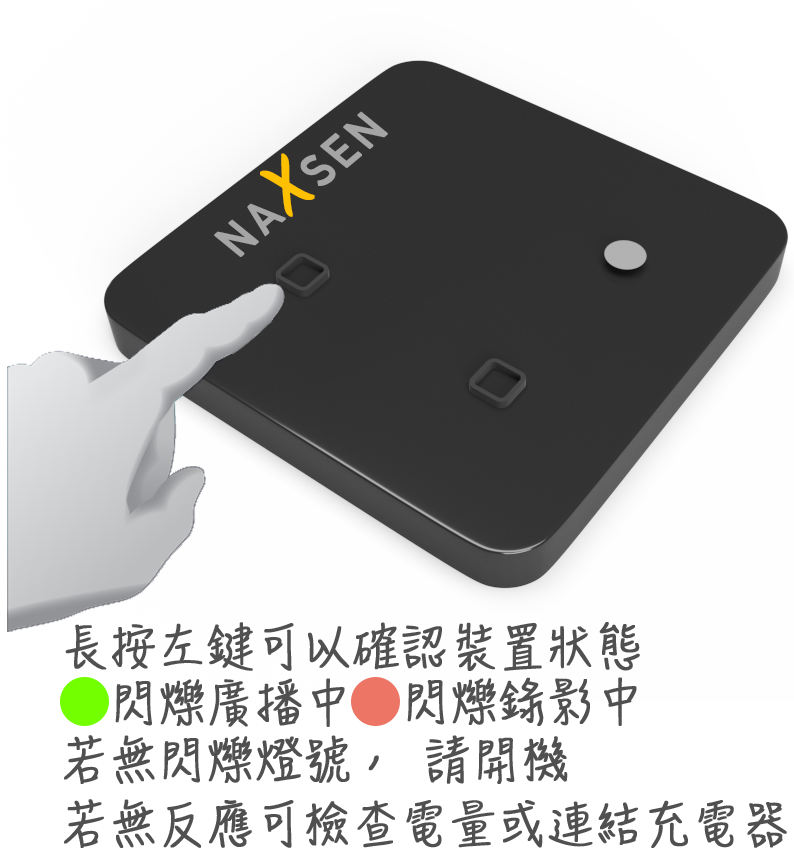 NAXSEN
長按左鍵可以確認裝置狀態
閃爍廣播中 閃爍錄影中
若無閃爍燈號, 請開機
若無反應可檢查電量或連結充電器